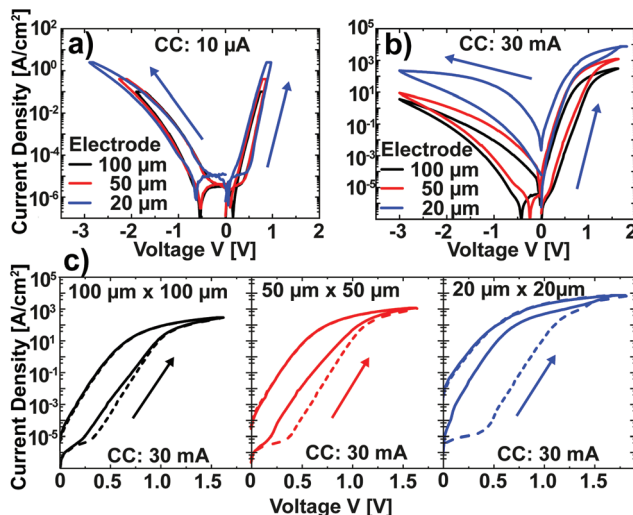 a)
CC: 10 µA
Current Density [A/cm²]
10²
10⁰
10⁻²
10⁻⁴
10⁻⁶
Electrode
100 µm
50 µm
20 µm
-3 -2 -1 0 1 2
Voltage V [V]
b)
CC: 30 mA
10⁵
10³
10¹
10⁻¹
10⁻³
10⁻⁵
Electrode
100 µm
50 µm
20 µm
-3 -2 -1 0 1 2
Voltage V [V]
c)
Current Density [A/cm²]
10⁵
10³
10¹
10⁻¹
10⁻³
10⁻⁵
100 µm x 100 µm
50 µm x 50 µm
20 µm x 20µm
CC: 30 mA
CC: 30 mA
CC: 30 mA
0 0.5 1.0 1.5
0 0.5 1.0 1.5
0.0 0.5 1.0 1.5
Voltage V [V]